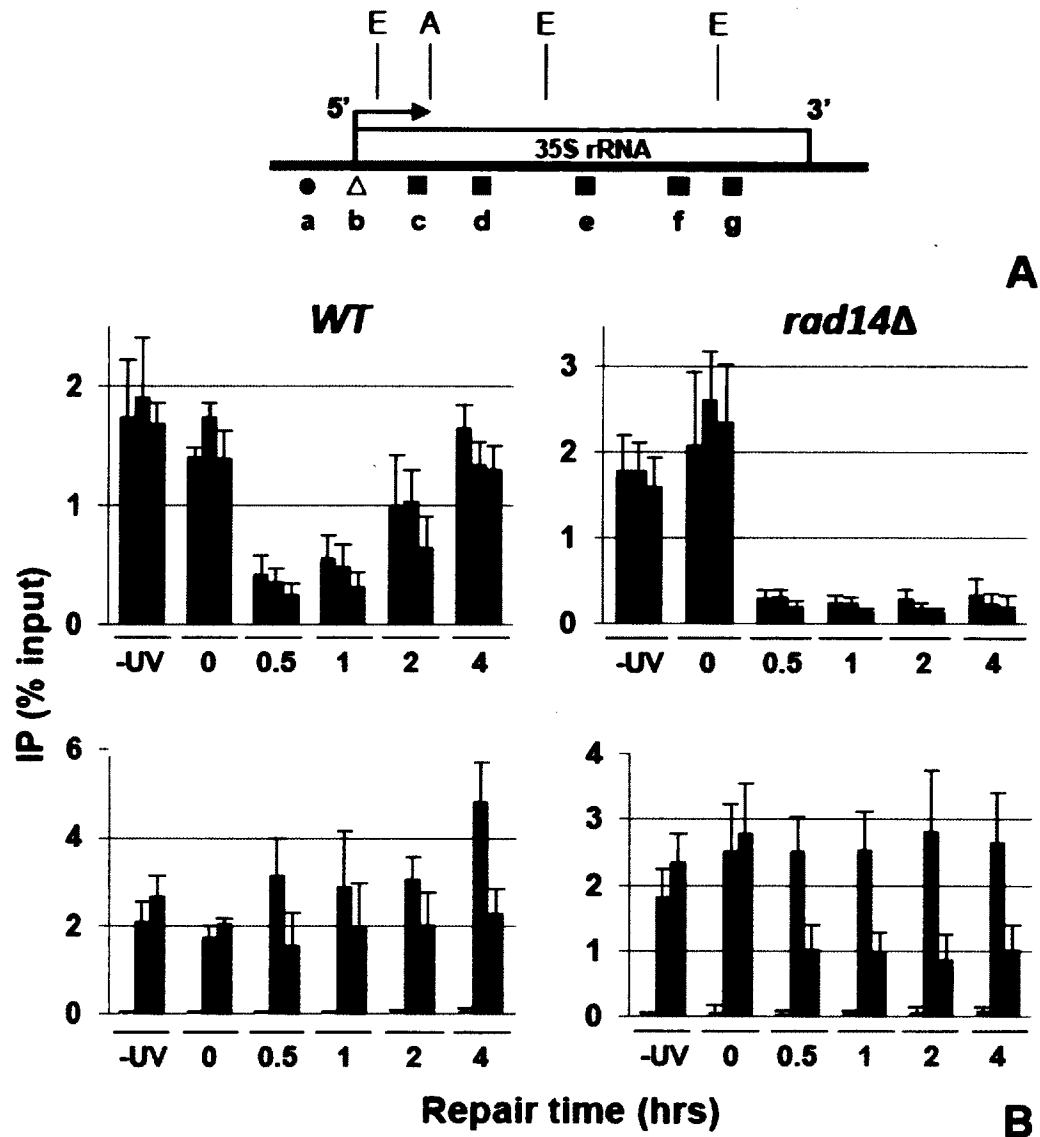 E A E E
5' 3'
35S rRNA
a b c d e f g
A
WT rad14Δ
IP (% input)
2
1
0
-UV 0 0.5 1 2 4
3
2
1
0
-UV 0 0.5 1 2 4
6
4
2
0
-UV 0 0.5 1 2 4
4
3
2
1
0
-UV 0 0.5 1 2 4
Repair time (hrs)
B